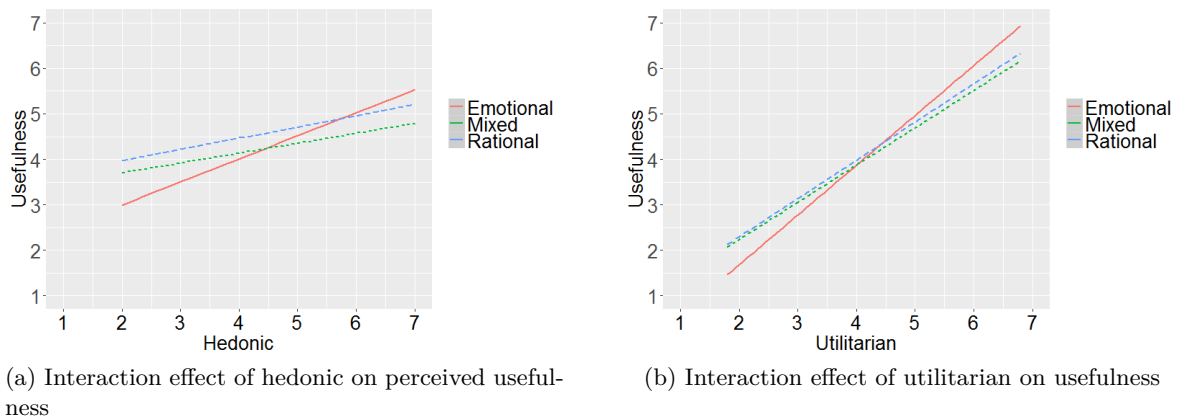 7
6
5
4
3
2
1
Usefulness
1 2 3 4 5 6 7
Hedonic
Emotional
Mixed
Rational
(a) Interaction effect of hedonic on perceived useful-
ness
7
6
5
4
3
2
1
Usefulness
1 2 3 4 5 6 7
Utilitarian
Emotional
Mixed
Rational
(b) Interaction effect of utilitarian on usefulness